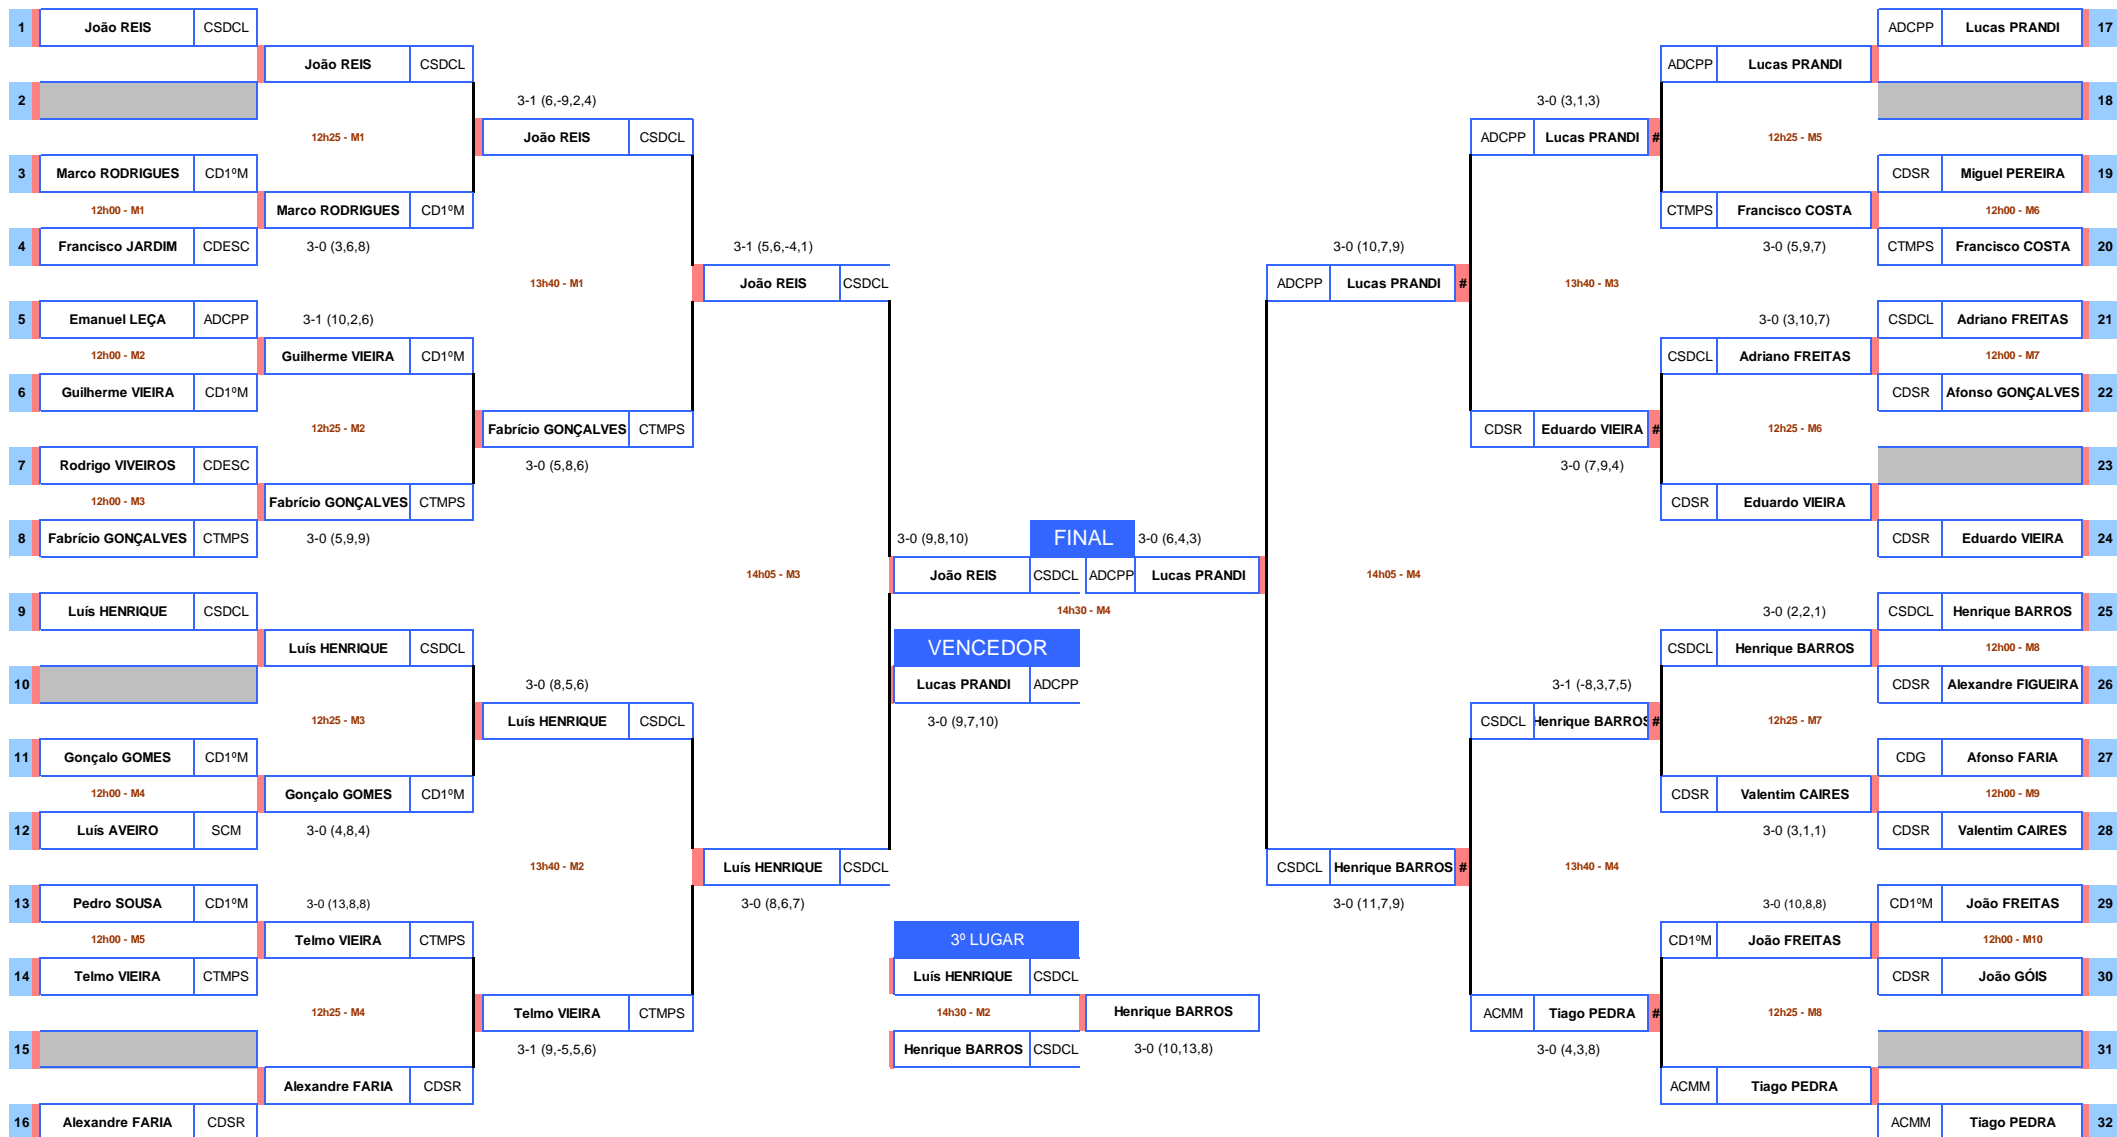 1 João REIS CSDCL ADCPP Lucas PRANDI 17
João REIS CSDCL ADCPP Lucas PRANDI
2 3-1 (6,-9,2,4) 3-0 (3,1,3) 18
12h25 - M1 João REIS CSDCL ADCPP Lucas PRANDI # 12h25 - M5
3 Marco RODRIGUES CD1ºM CDSR Miguel PEREIRA 19
12h00 - M1 Marco RODRIGUES CD1ºM CTMPS Francisco COSTA 12h00 - M6
4 Francisco JARDIM CDESC 3-0 (3,6,8) 3-1 (5,6,-4,1) 3-0 (10,7,9) 3-0 (5,9,7) CTMPS Francisco COSTA 20
13h40 - M1 João REIS CSDCL ADCPP Lucas PRANDI # 13h40 - M3
5 Emanuel LEÇA ADCPP 3-1 (10,2,6) 3-0 (3,10,7) CSDCL Adriano FREITAS 21
12h00 - M2 Guilherme VIEIRA CD1ºM CSDCL Adriano FREITAS 12h00 - M7
6 Guilherme VIEIRA CD1ºM CDSR Afonso GONÇALVES 22
12h25 - M2 Fabrício GONÇALVES CTMPS CDSR Eduardo VIEIRA # 12h25 - M6
7 Rodrigo VIVEIROS CDESC 3-0 (5,8,6) 3-0 (7,9,4) 23
12h00 - M3 Fabrício GONÇALVES CTMPS CDSR Eduardo VIEIRA
8 Fabrício GONÇALVES CTMPS 3-0 (5,9,9) 3-0 (9,8,10) FINAL 3-0 (6,4,3) CDSR Eduardo VIEIRA 24
14h05 - M3 João REIS CSDCL ADCPP Lucas PRANDI 14h05 - M4
9 Luís HENRIQUE CSDCL 14h30 - M4 3-0 (2,2,1) CSDCL Henrique BARROS 25
Luís HENRIQUE CSDCL VENCEDOR CSDCL Henrique BARROS 12h00 - M8
10 3-0 (8,5,6) Lucas PRANDI ADCPP 3-1 (-8,3,7,5) CDSR Alexandre FIGUEIRA 26
12h25 - M3 Luís HENRIQUE CSDCL 3-0 (9,7,10) CSDCL Henrique BARROS # 12h25 - M7
11 Gonçalo GOMES CD1ºM CDG Afonso FARIA 27
12h00 - M4 Gonçalo GOMES CD1ºM CDSR Valentim CAIRES 12h00 - M9
12 Luís AVEIRO SCM 3-0 (4,8,4) 3-0 (3,1,1) CDSR Valentim CAIRES 28
13h40 - M2 Luís HENRIQUE CSDCL CSDCL Henrique BARROS # 13h40 - M4
13 Pedro SOUSA CD1ºM 3-0 (13,8,8) 3-0 (8,6,7) 3-0 (11,7,9) 3-0 (10,8,8) CD1ºM João FREITAS 29
12h00 - M5 Telmo VIEIRA CTMPS 3º LUGAR CD1ºM João FREITAS 12h00 - M10
14 Telmo VIEIRA CTMPS Luís HENRIQUE CSDCL CDSR João GÓIS 30
12h25 - M4 Telmo VIEIRA CTMPS 14h30 - M2 Henrique BARROS ACMM Tiago PEDRA # 12h25 - M8
15 3-1 (9,-5,5,6) Henrique BARROS CSDCL 3-0 (10,13,8) 3-0 (4,3,8) 31
Alexandre FARIA CDSR ACMM Tiago PEDRA
16 Alexandre FARIA CDSR ACMM Tiago PEDRA 32